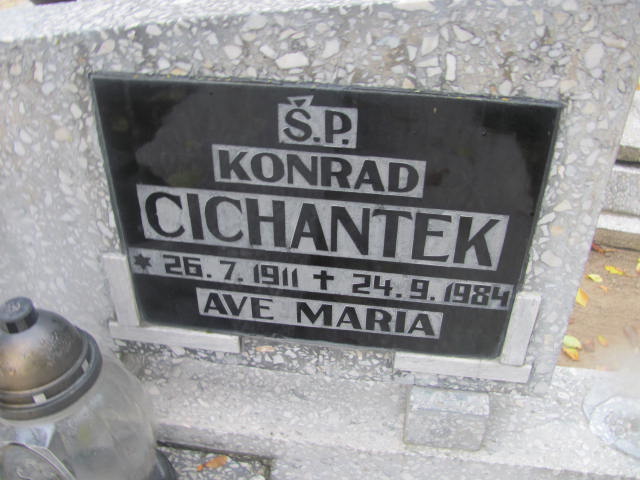 Š.P.
KONRAD
CICHANTEK
* 26.7.1911 + 24.9.1984
AVE MARIA